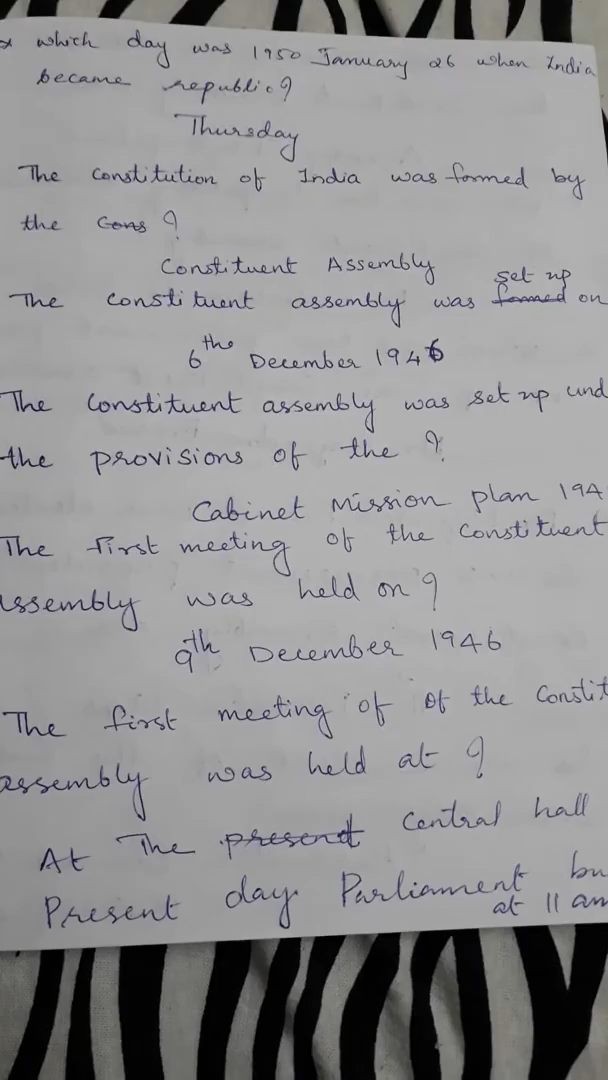 which day was 1950 January 26 when India
became republic?
Thursday
The constitution of India was formed by
the Cons ?
Constituent Assembly
set up
The constituent assembly was formed on
6the December 1946
The constituent assembly was set up und
the provisions of the ?
Cabinet Mission plan 194
The first meeting of the constituent
assembly was held on ?
9th December 1946
The first meeting of of the constit
assembly was held at ?
At The present central hall
Present day Parliament bu
at 11 am